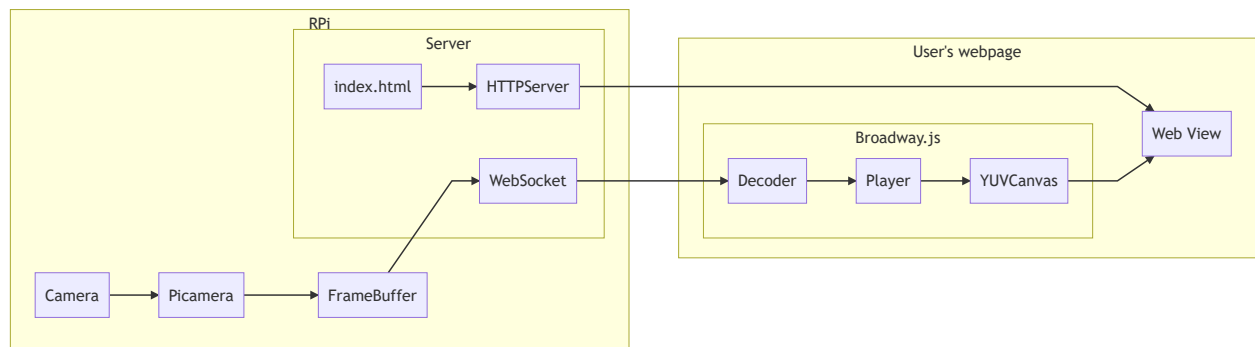 RPi
Server
index.html
HTTPServer
WebSocket
Camera
Picamera
FrameBuffer
User's webpage
Broadway.js
Decoder
Player
YUVCanvas
Web View